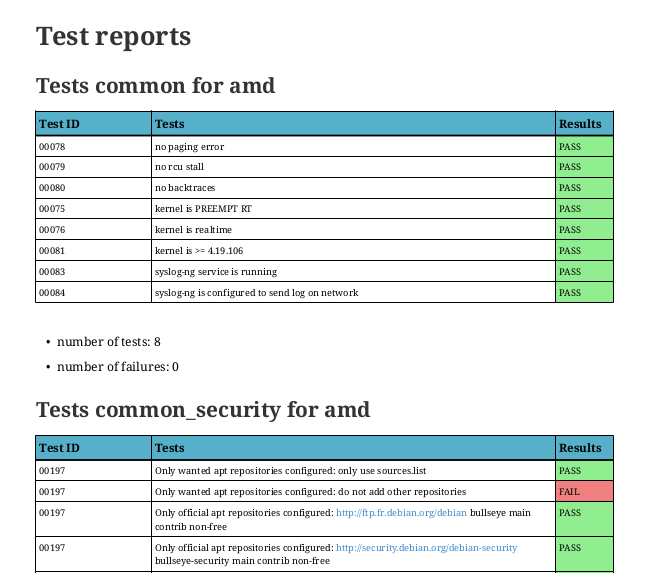 Test reports
Tests common for amd
Test ID Tests Results
00078 no paging error PASS
00079 no rcu stall PASS
00080 no backtraces PASS
00075 kernel is PREEMPT RT PASS
00076 kernel is realtime PASS
00081 kernel is >= 4.19.106 PASS
00083 syslog-ng service is running PASS
00084 syslog-ng is configured to send log on network PASS
• number of tests: 8
• number of failures: 0
Tests common_security for amd
Test ID Tests Results
00197 Only wanted apt repositories configured: only use sources.list PASS
00197 Only wanted apt repositories configured: do not add other repositories FAIL
00197 Only official apt repositories configured: http://ftp.fr.debian.org/debian bullseye main PASS
contrib non-free
00197 Only official apt repositories configured: http://security.debian.org/debian-security PASS
bullseye-security main contrib non-free